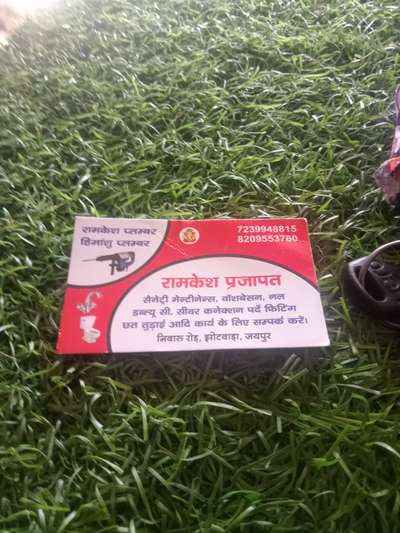 रामकेश प्लम्बर
हिमांशु प्लम्बर
7239948815
8209553760
रामकेश प्रजापत
सैनेट्री मेन्टीनेन्स, वॉशबेसन, नल
डब्ल्यू सी. सीवर कनेक्शन पर्दे फिटिंग
छत तुड़ाई आदि कार्य के लिए सम्पर्क करें।
निवारु रोड़, झोटवाड़ा, जयपुर